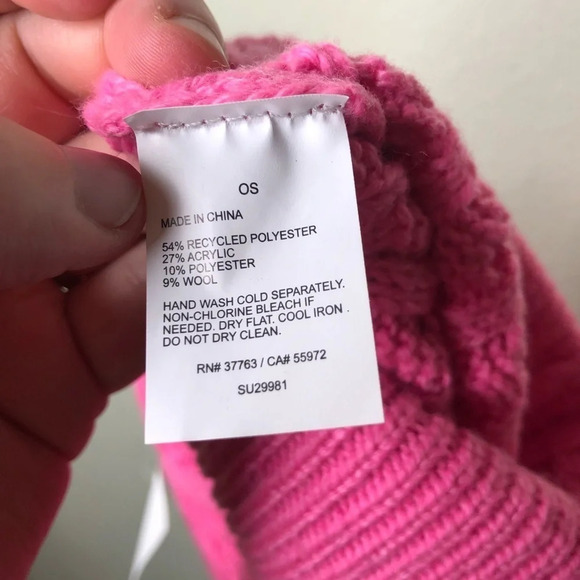 OS
MADE IN CHINA
54% RECYCLED POLYESTER
27% ACRYLIC
10% POLYESTER
9% WOOL
HAND WASH COLD SEPARATELY.
NON-CHLORINE BLEACH IF
NEEDED. DRY FLAT. COOL IRON .
DO NOT DRY CLEAN.
RN# 37763 / CA# 55972
SU29981